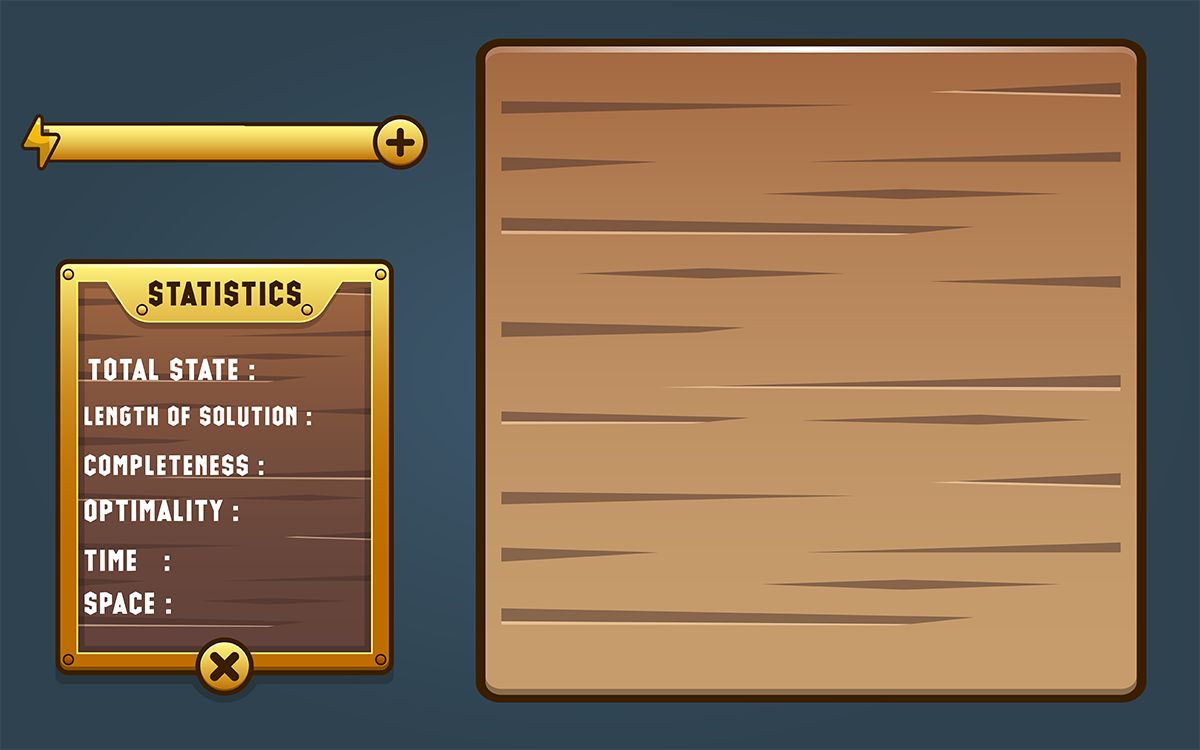 STATISTICS
TOTAL STATE :
LENGTH OF SOLUTION :
COMPLETENESS :
OPTIMALITY :
TIME :
SPACE :